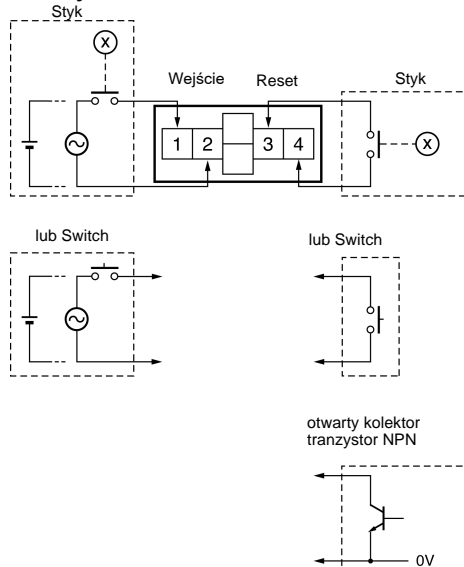 Styk
X
Wejście Reset Styk
1 2 3 4
X
lub Switch
lub Switch
otwarty kolektor
tranzystor NPN
0V